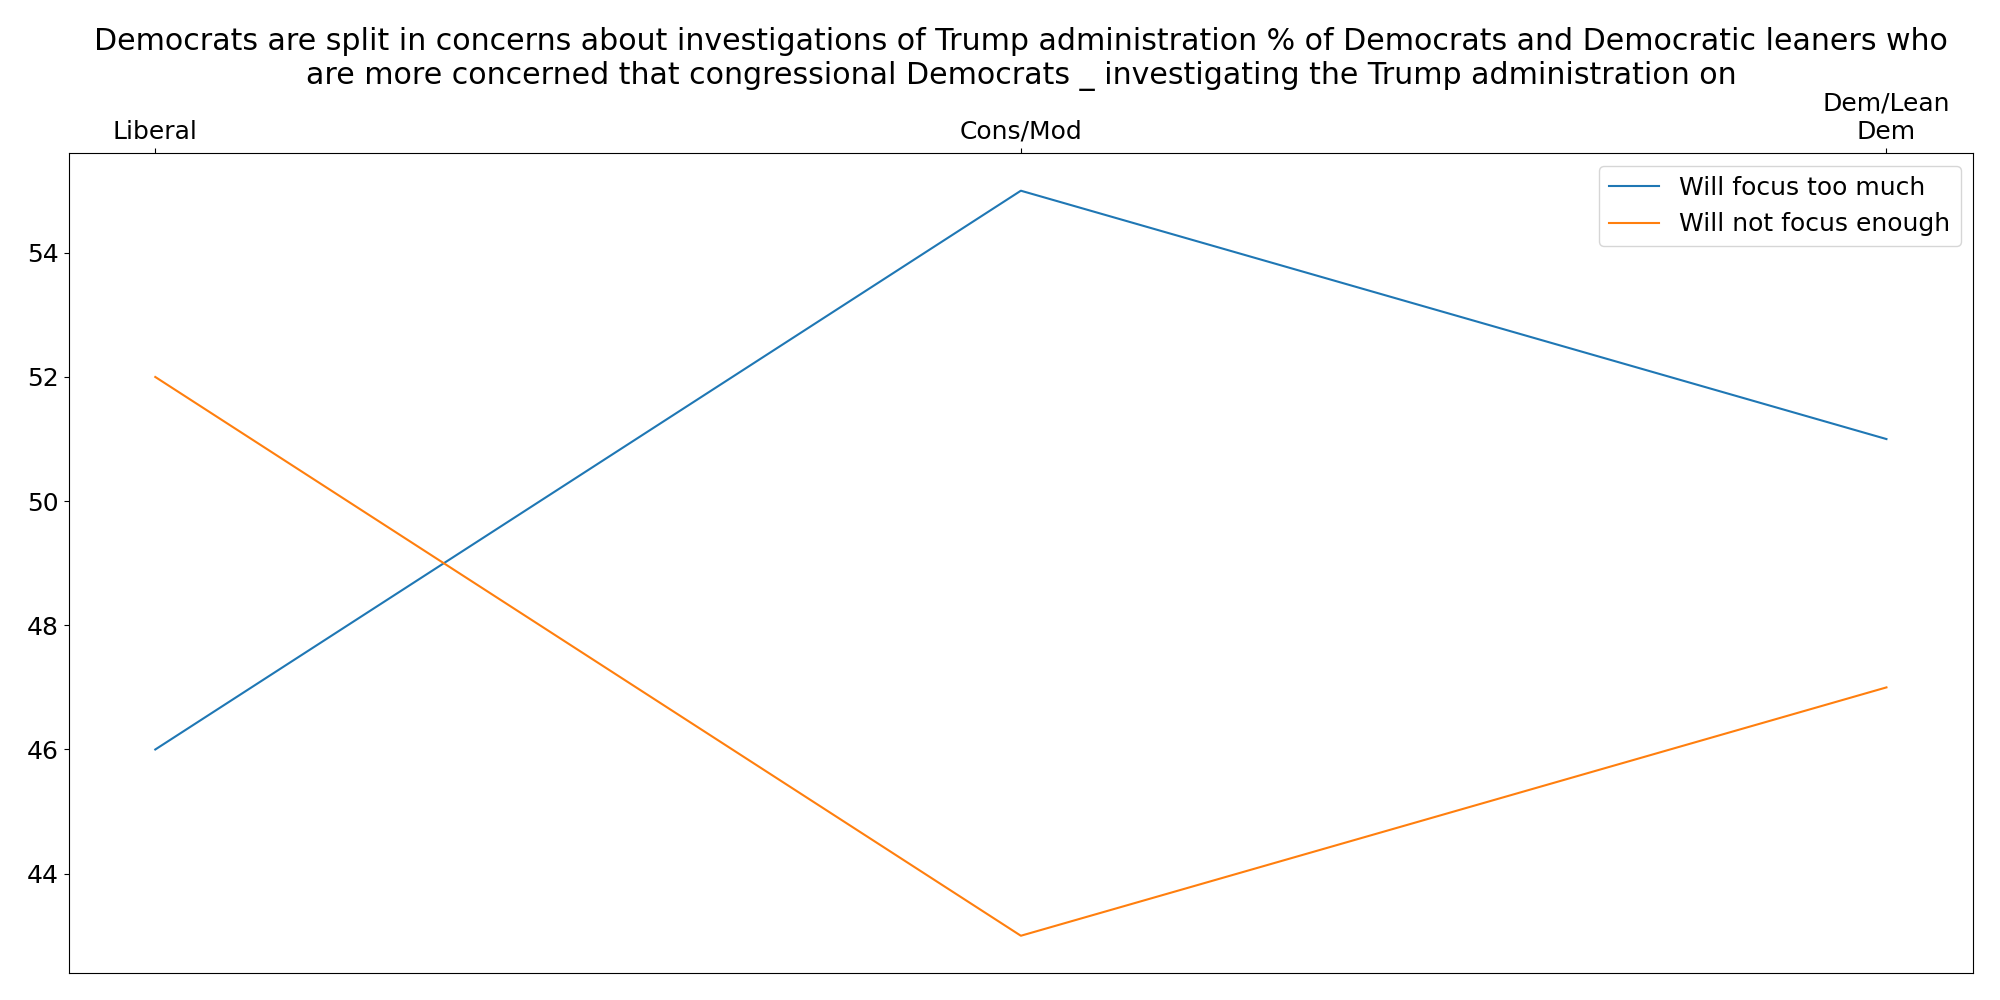 Democrats are split in concerns about investigations of Trump administration % of Democrats and Democratic leaners who
are more concerned that congressional Democrats _ investigating the Trump administration on
Liberal
Cons/Mod
Dem/Lean
Dem
Will focus too much
Will not focus enough
54
52
50
48
46
44